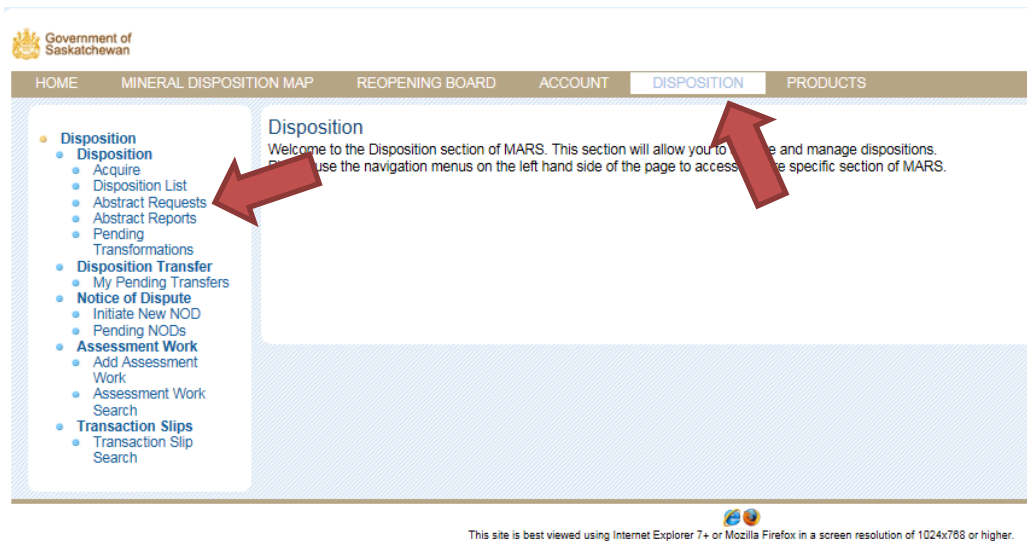 Government of
Saskatchewan
HOME MINERAL DISPOSITION MAP REOPENING BOARD ACCOUNT DISPOSITION PRODUCTS
Disposition
Disposition
Acquire
Disposition List
Abstract Requests
Abstract Reports
Pending
Transformations
Disposition Transfer
My Pending Transfers
Notice of Dispute
Initiate New NOD
Pending NODs
Assessment Work
Add Assessment
Work
Assessment Work
Search
Transaction Slips
Transaction Slip
Search
Disposition
Welcome to the Disposition section of MARS. This section will allow you to and manage dispositions.
use the navigation menus on the left hand side of the page to access specific section of MARS.
This site is best viewed using Internet Explorer 7+ or Mozilla Firefox in a screen resolution of 1024x768 or higher.